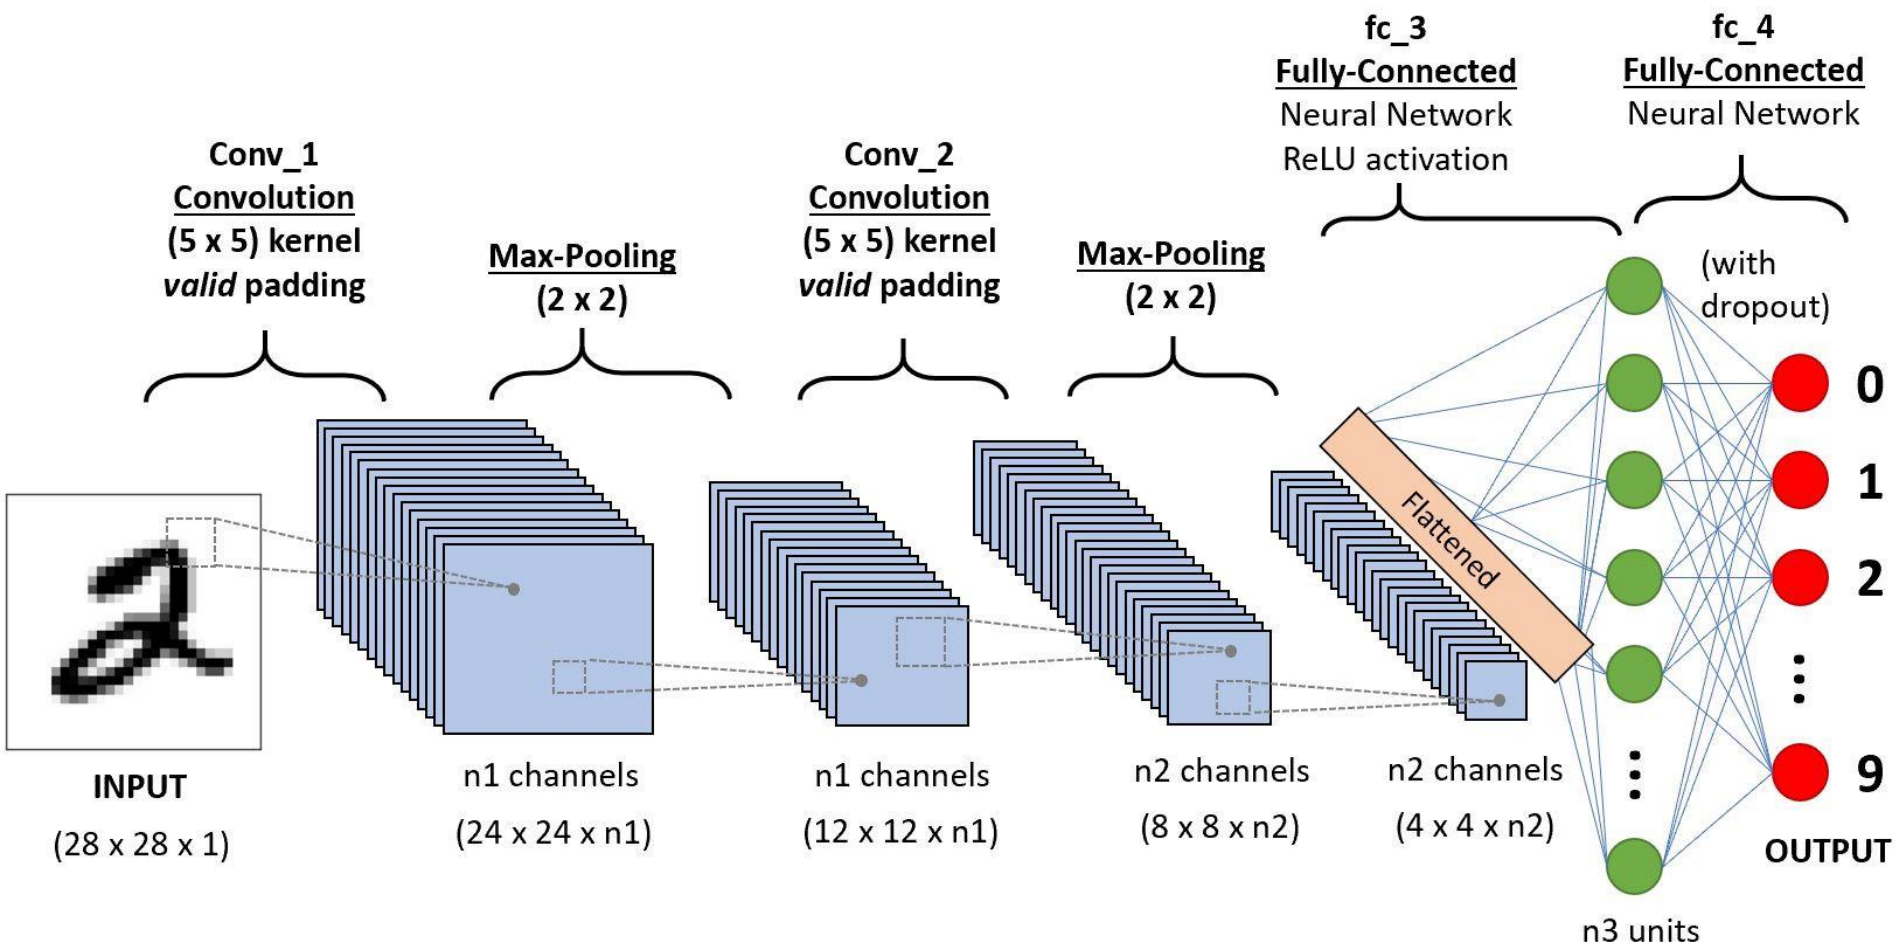 Conv_1
Convolution
(5 x 5) kernel
valid padding
Max-Pooling
(2 x 2)
Conv_2
Convolution
(5 x 5) kernel
valid padding
Max-Pooling
(2 x 2)
fc_3
Fully-Connected
Neural Network
ReLU activation
fc_4
Fully-Connected
Neural Network
(with
dropout)
INPUT
(28 x 28 x 1)
n1 channels
(24 x 24 x n1)
n1 channels
(12 x 12 x n1)
n2 channels
(8 x 8 x n2)
n2 channels
(4 x 4 x n2)
Flattened
n3 units
0
1
2
9
OUTPUT